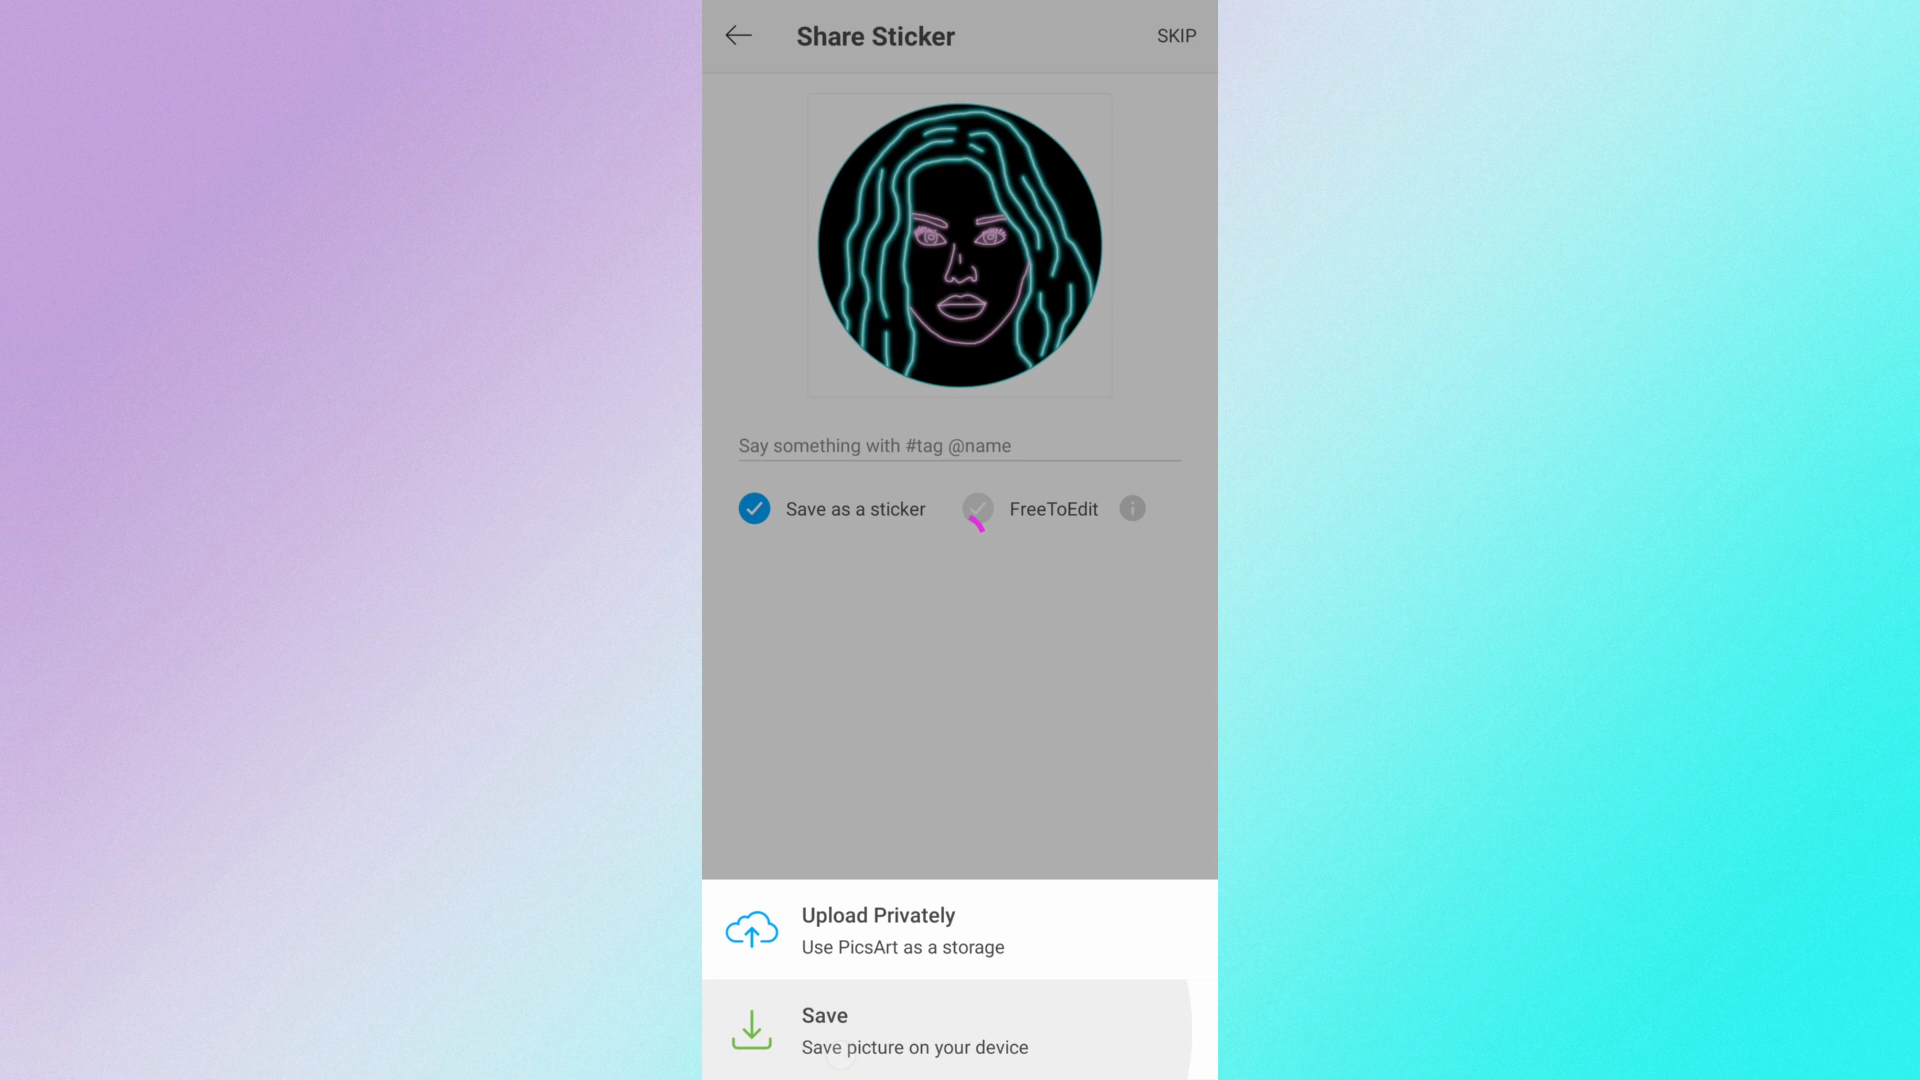 Share Sticker
SKIP
Say something with #tag @name
Save as a sticker
FreeToEdit
i
Upload Privately
Use PicsArt as a storage
Save
Save picture on your device